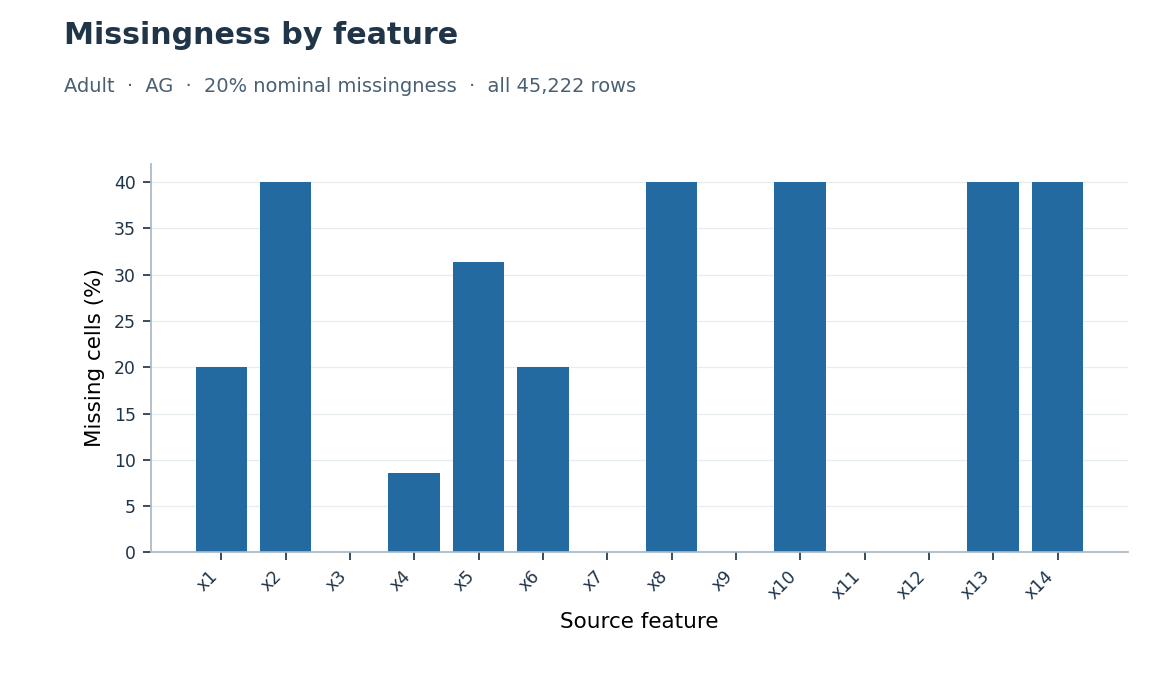 Missingness by feature
Adult · AG · 20% nominal missingness · all 45,222 rows
Missing cells (%)
40
35
30
25
20
15
10
5
0
x1 x2 x3 x4 x5 x6 x7 x8 x9 x10 x11 x12 x13 x14
Source feature